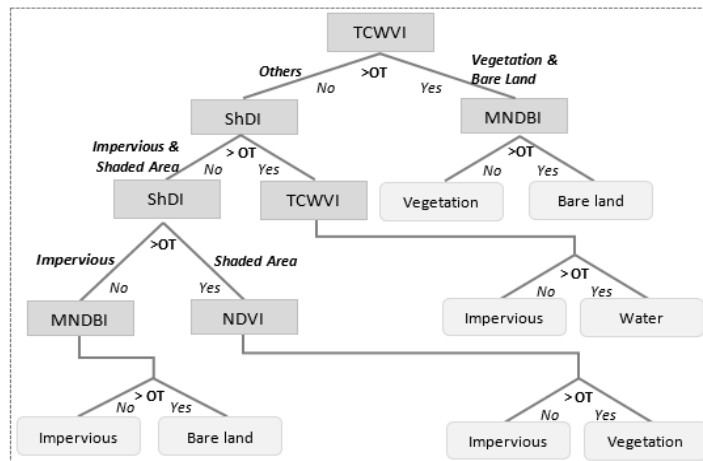 TCWVI
Others
>OT
Vegetation &
Bare Land
No
Yes
ShDI
MNDBI
Impervious &
Shaded Area
> OT
No
Yes
>OT
No
Yes
ShDI
TCWVI
Vegetation
Bare land
Impervious
>OT
Shaded Area
No
Yes
>OT
No
Yes
MNDBI
NDVI
Impervious
Water
> OT
No
Yes
> OT
No
Yes
Impervious
Bare land
Impervious
Vegetation